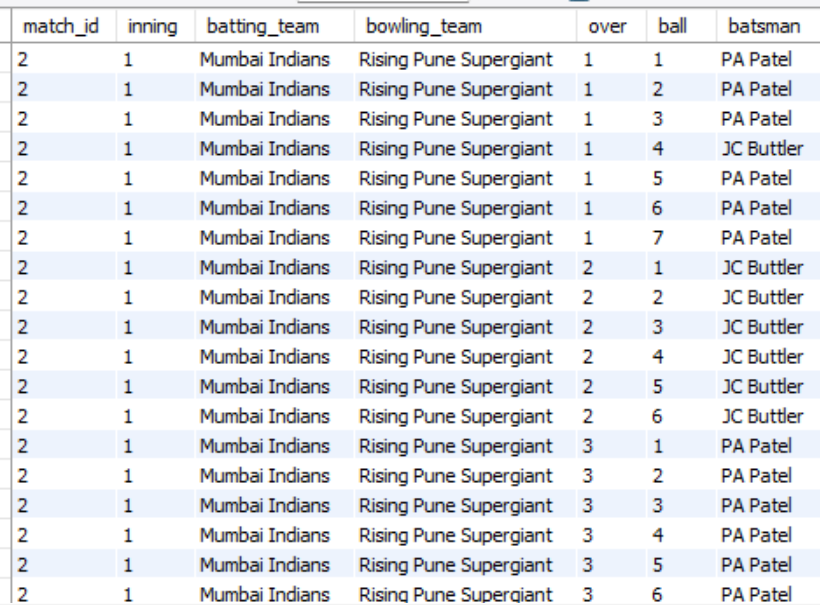 match_id inning batting_team bowling_team over ball batsman
2 1 Mumbai Indians Rising Pune Supergiant 1 1 PA Patel
2 1 Mumbai Indians Rising Pune Supergiant 1 2 PA Patel
2 1 Mumbai Indians Rising Pune Supergiant 1 3 PA Patel
2 1 Mumbai Indians Rising Pune Supergiant 1 4 JC Buttler
2 1 Mumbai Indians Rising Pune Supergiant 1 5 PA Patel
2 1 Mumbai Indians Rising Pune Supergiant 1 6 PA Patel
2 1 Mumbai Indians Rising Pune Supergiant 1 7 PA Patel
2 1 Mumbai Indians Rising Pune Supergiant 2 1 JC Buttler
2 1 Mumbai Indians Rising Pune Supergiant 2 2 JC Buttler
2 1 Mumbai Indians Rising Pune Supergiant 2 3 JC Buttler
2 1 Mumbai Indians Rising Pune Supergiant 2 4 JC Buttler
2 1 Mumbai Indians Rising Pune Supergiant 2 5 JC Buttler
2 1 Mumbai Indians Rising Pune Supergiant 2 6 JC Buttler
2 1 Mumbai Indians Rising Pune Supergiant 3 1 PA Patel
2 1 Mumbai Indians Rising Pune Supergiant 3 2 PA Patel
2 1 Mumbai Indians Rising Pune Supergiant 3 3 PA Patel
2 1 Mumbai Indians Rising Pune Supergiant 3 4 PA Patel
2 1 Mumbai Indians Rising Pune Supergiant 3 5 PA Patel
2 1 Mumbai Indians Rising Pune Supergiant 3 6 PA Patel